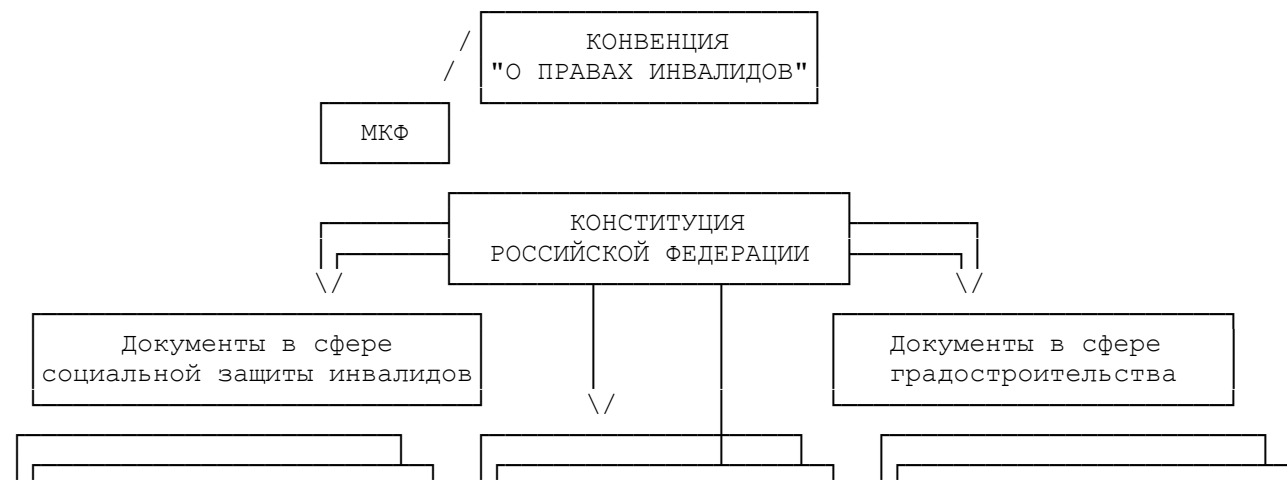 КОНВЕНЦИЯ
"О ПРАВАХ ИНВАЛИДОВ"
МКФ
КОНСТИТУЦИЯ
РОССИЙСКОЙ ФЕДЕРАЦИИ
Документы в сфере
социальной защиты инвалидов
Документы в сфере
градостроительства